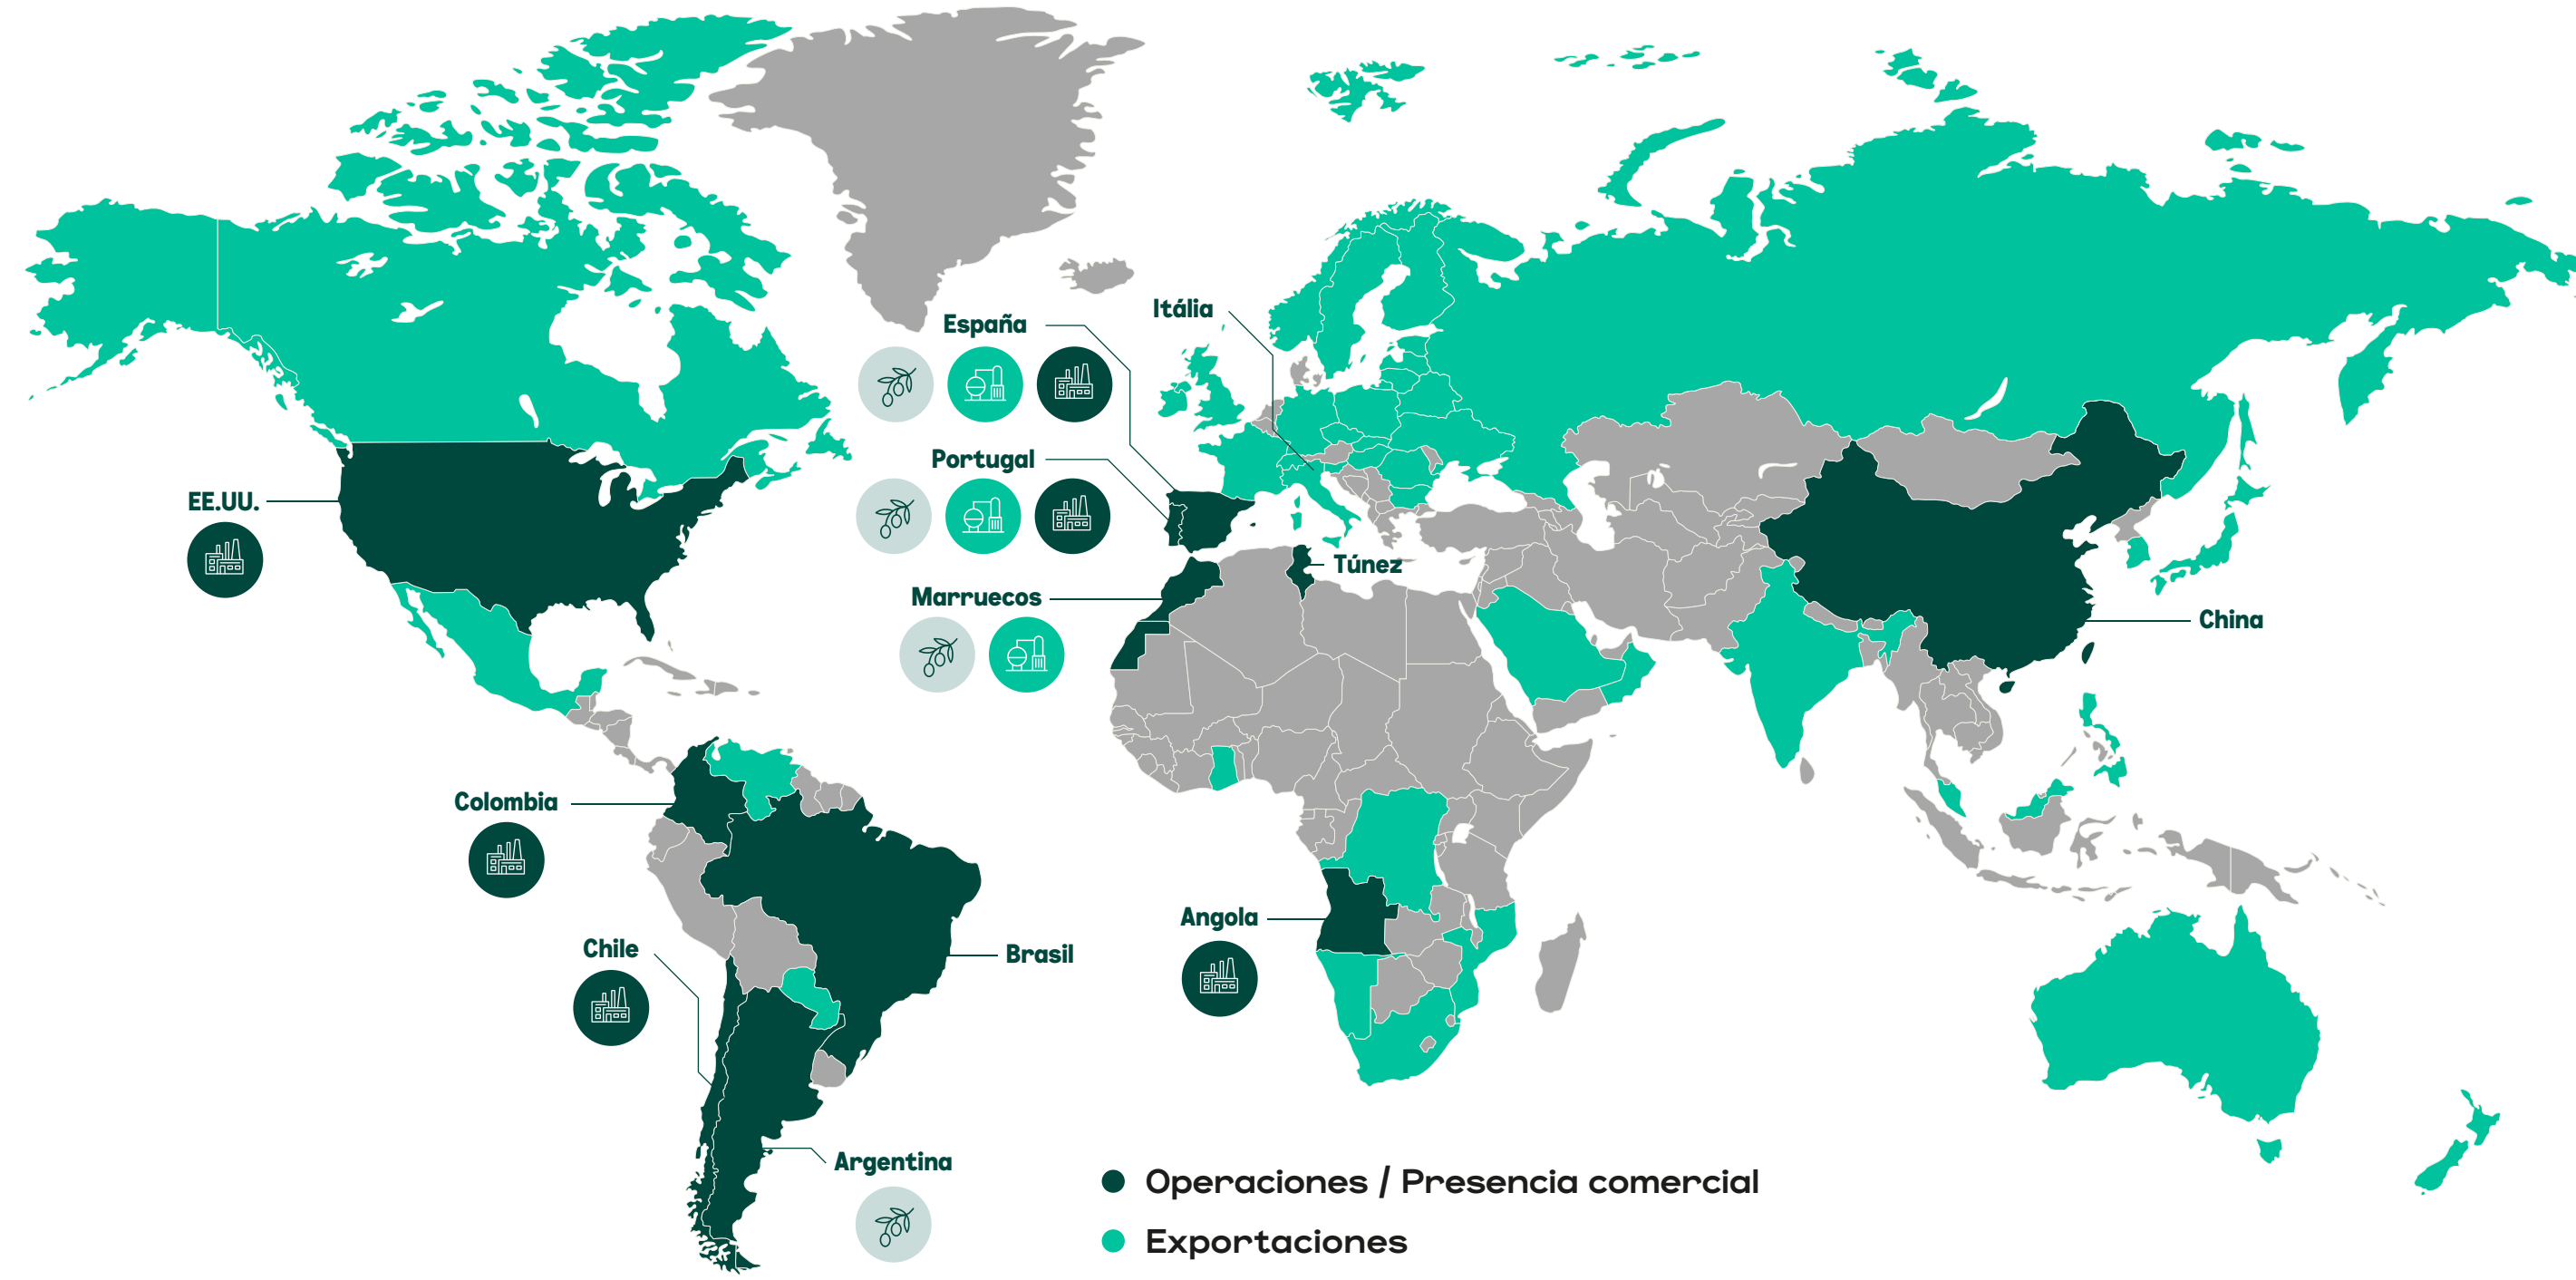 España
Itália
Portugal
EE.UU.
Túnez
Marruecos
China
Colombia
Angola
Chile
Brasil
Argentina
Operaciones / Presencia comercial
Exportaciones